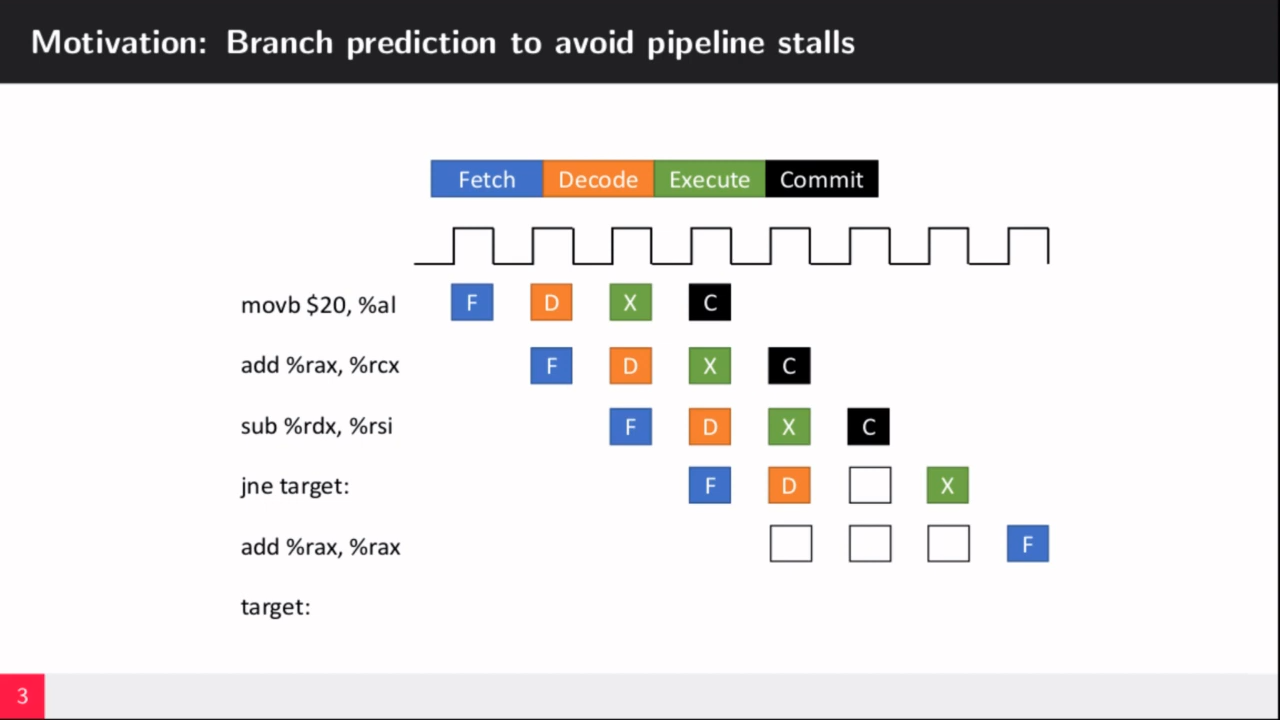 Motivation: Branch prediction to avoid pipeline stalls
Fetch Decode Execute Commit
movb $20, %al F D X C
add %rax, %rcx F D X C
sub %rdx, %rsi F D X C
jne target: F D X
add %rax, %rax F
target:
3